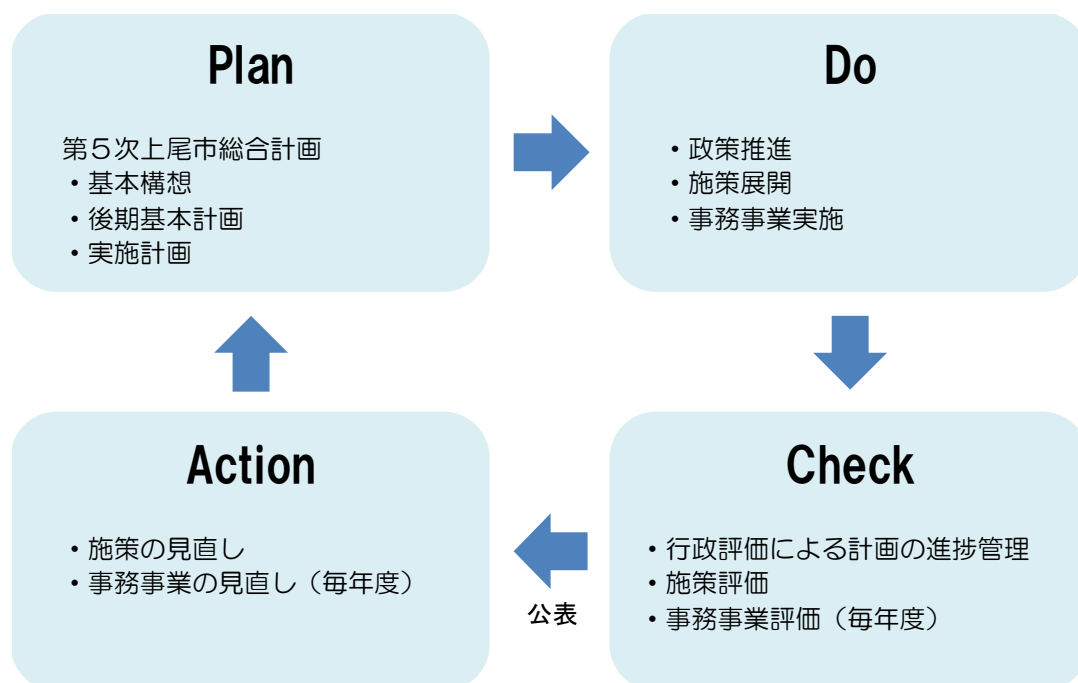 Plan
第５次上尾市総合計画
・基本構想
・後期基本計画
・実施計画
Do
・政策推進
・施策展開
・事務事業実施
Action
・施策の見直し
・事務事業の見直し（毎年度）
公表
Check
・行政評価による計画の進捗管理
・施策評価
・事務事業評価（毎年度）